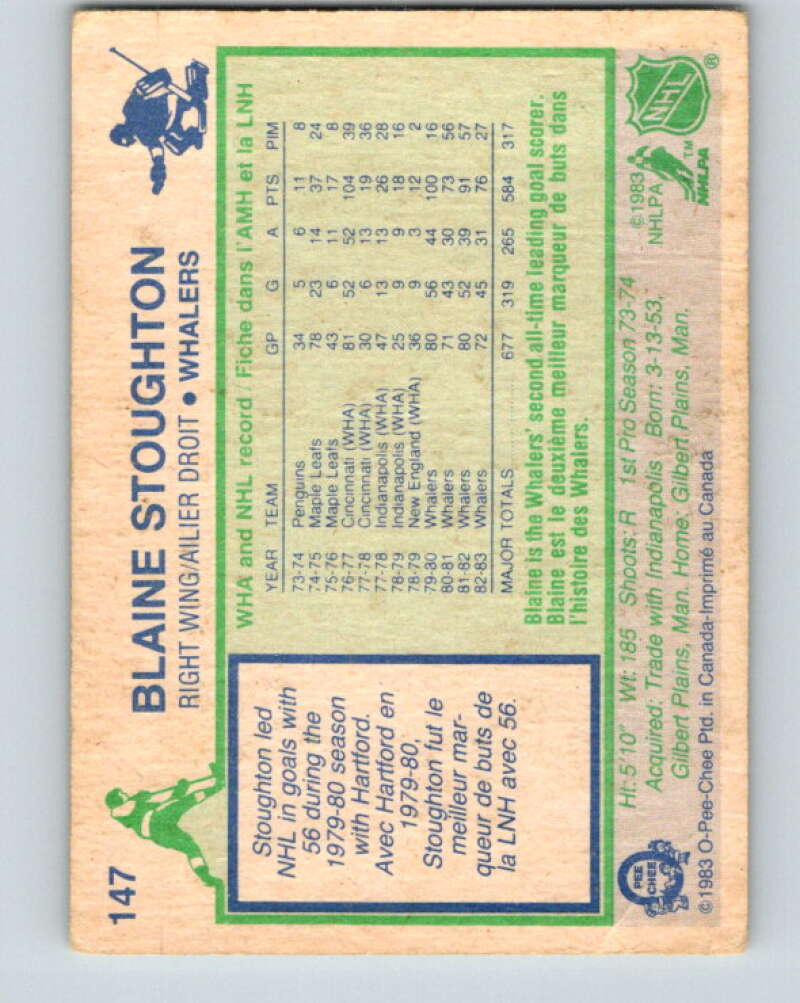 147
BLAINE STOUGHTON
RIGHT WING/AILIER DROIT • WHALERS
Stoughton led
NHL in goals with
56 during the
1979-80 season
with Hartford.
Avec Hartford en
1979-80,
Stoughton fut le
meilleur mar-
queur de buts de
la LNH avec 56.
WHA and NHL record / Fiche dans l'AMH et la LNH
YEAR TEAM GP G A PTS PIM
73-74 Penguins 34 5 6 11 8
74-75 Maple Leafs 78 23 14 37 24
75-76 Maple Leafs 43 6 11 17 8
76-77 Cincinnati (WHA) 81 52 52 104 39
77-78 Cincinnati (WHA) 30 6 13 19 36
77-78 Indianapolis (WHA) 47 13 13 26 28
78-79 Indianapolis (WHA) 25 9 9 18 16
78-79 New England (WHA) 36 9 3 12 2
79-80 Whalers 80 56 44 100 16
80-81 Whalers 71 43 30 73 56
81-82 Whalers 80 52 39 91 57
82-83 Whalers 72 45 31 76 27
MAJOR TOTALS 677 319 265 584 317
Blaine is the Whalers' second all-time leading goal scorer.
Blaine est le deuxième meilleur marqueur de buts dans
l'histoire des Whalers.
Ht: 5'10" Wt: 185 Shoots: R 1st Pro Season 73-74
Acquired: Trade with Indianapolis Born: 3-13-53,
Gilbert Plains, Man. Home: Gilbert Plains, Man.
© 1983 O-Pee-Chee Ptd. in Canada-Imprimé au Canada
O PEE CHEE
© 1983
NHLPA
NHLPA ™
NHL ®